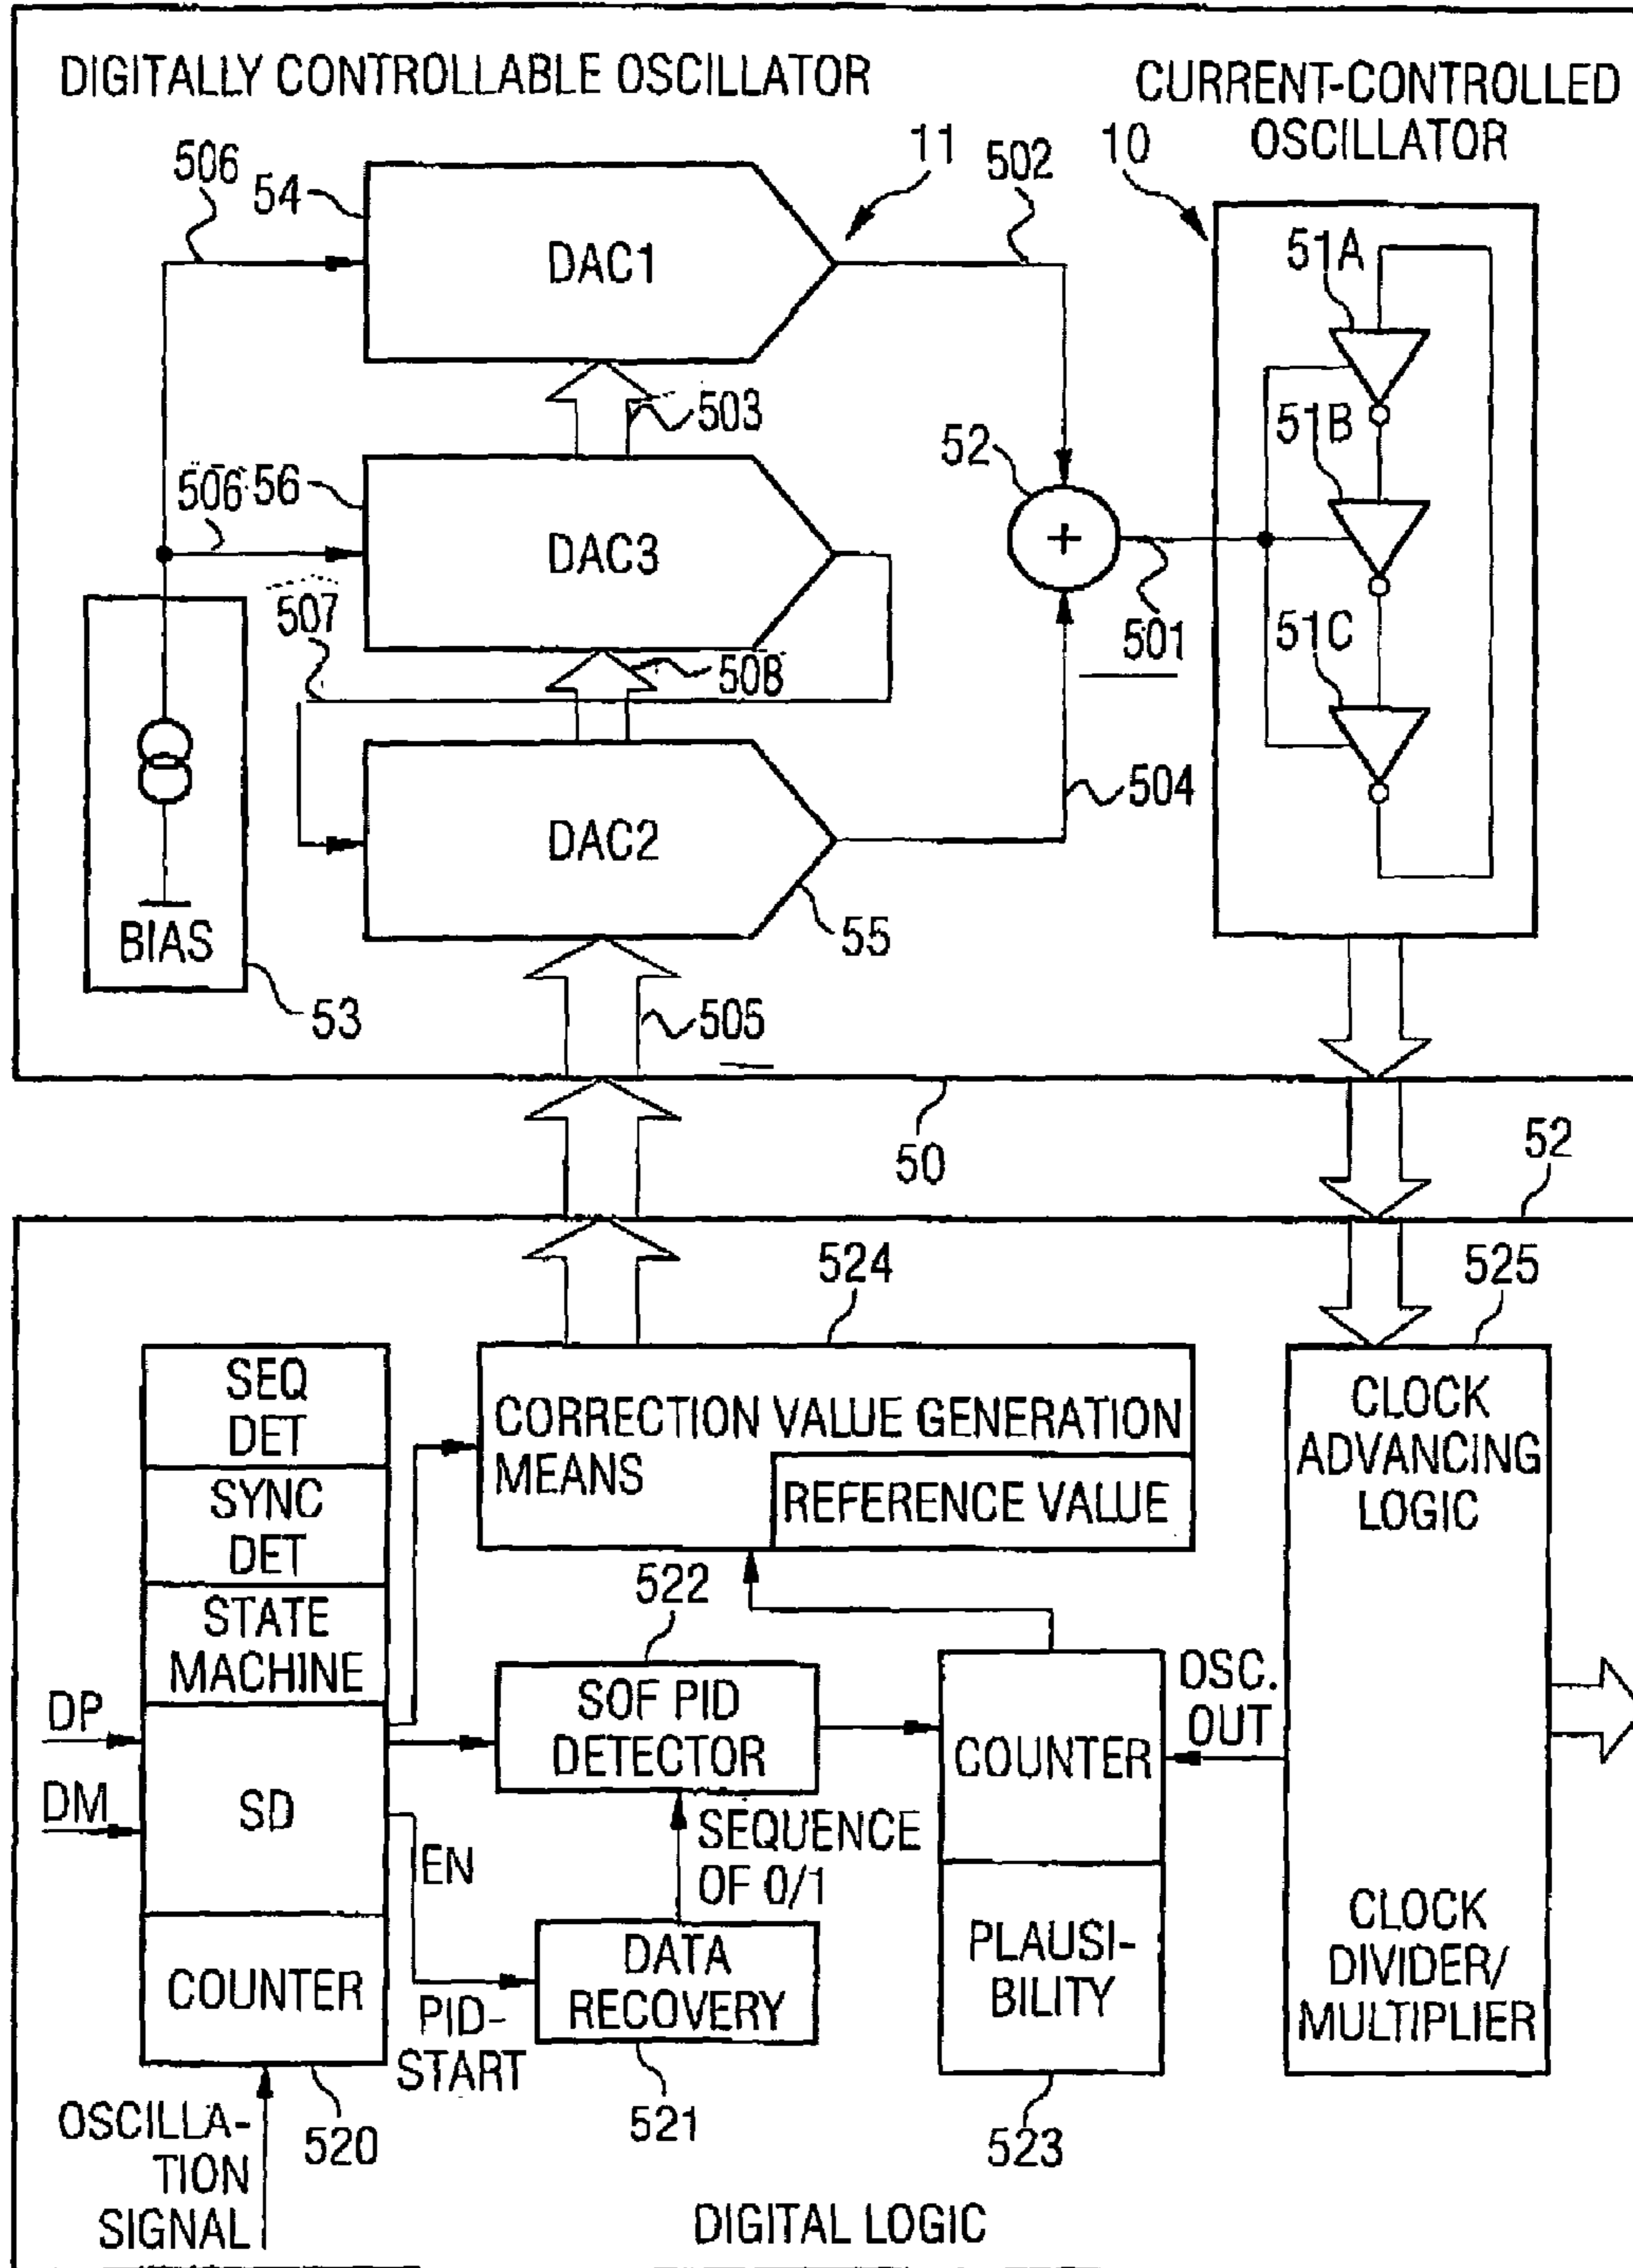 DIGITALLY CONTROLLABLE OSCILLATOR
CURRENT-CONTROLLED
OSCILLATOR
506
54
11
502
10
DAC1
51A
503
51B
52
506
56
DAC3
+
507
508
501
51C
DAC2
504
BIAS
55
53
505
50
52
524
525
SEQ
DET
CORRECTION VALUE GENERATION
MEANS
REFERENCE VALUE
CLOCK
ADVANCING
LOGIC
SYNC
DET
STATE
MACHINE
522
SOF PID
DETECTOR
OSC.
OUT
COUNTER
DP
DM
SD
SEQUENCE
OF 0/1
EN
DATA
RECOVERY
PLAUSI-
BILITY
CLOCK
DIVIDER/
MULTIPLIER
COUNTER
PID-
START
521
523
OSCILLA-
TION
SIGNAL
520
DIGITAL LOGIC